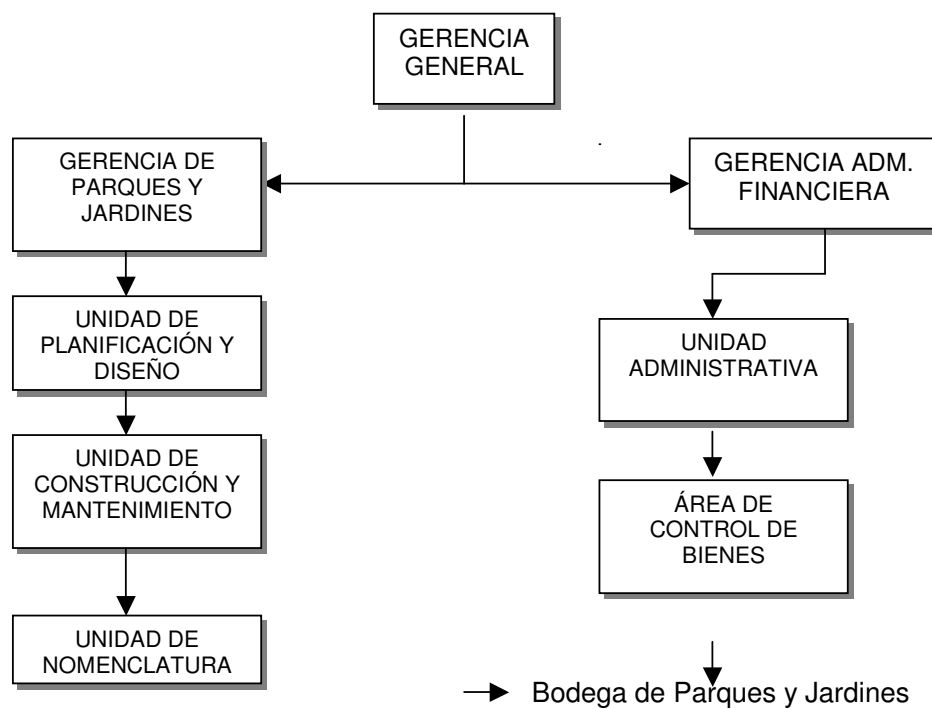 GERENCIA
GENERAL
GERENCIA DE
PARQUES Y
JARDINES
GERENCIA ADM.
FINANCIERA
UNIDAD DE
PLANIFICACIÓN Y
DISEÑO
UNIDAD
ADMINISTRATIVA
UNIDAD DE
CONSTRUCCIÓN Y
MANTENIMIENTO
ÁREA DE
CONTROL DE
BIENES
UNIDAD DE
NOMENCLATURA
Bodega de Parques y Jardines